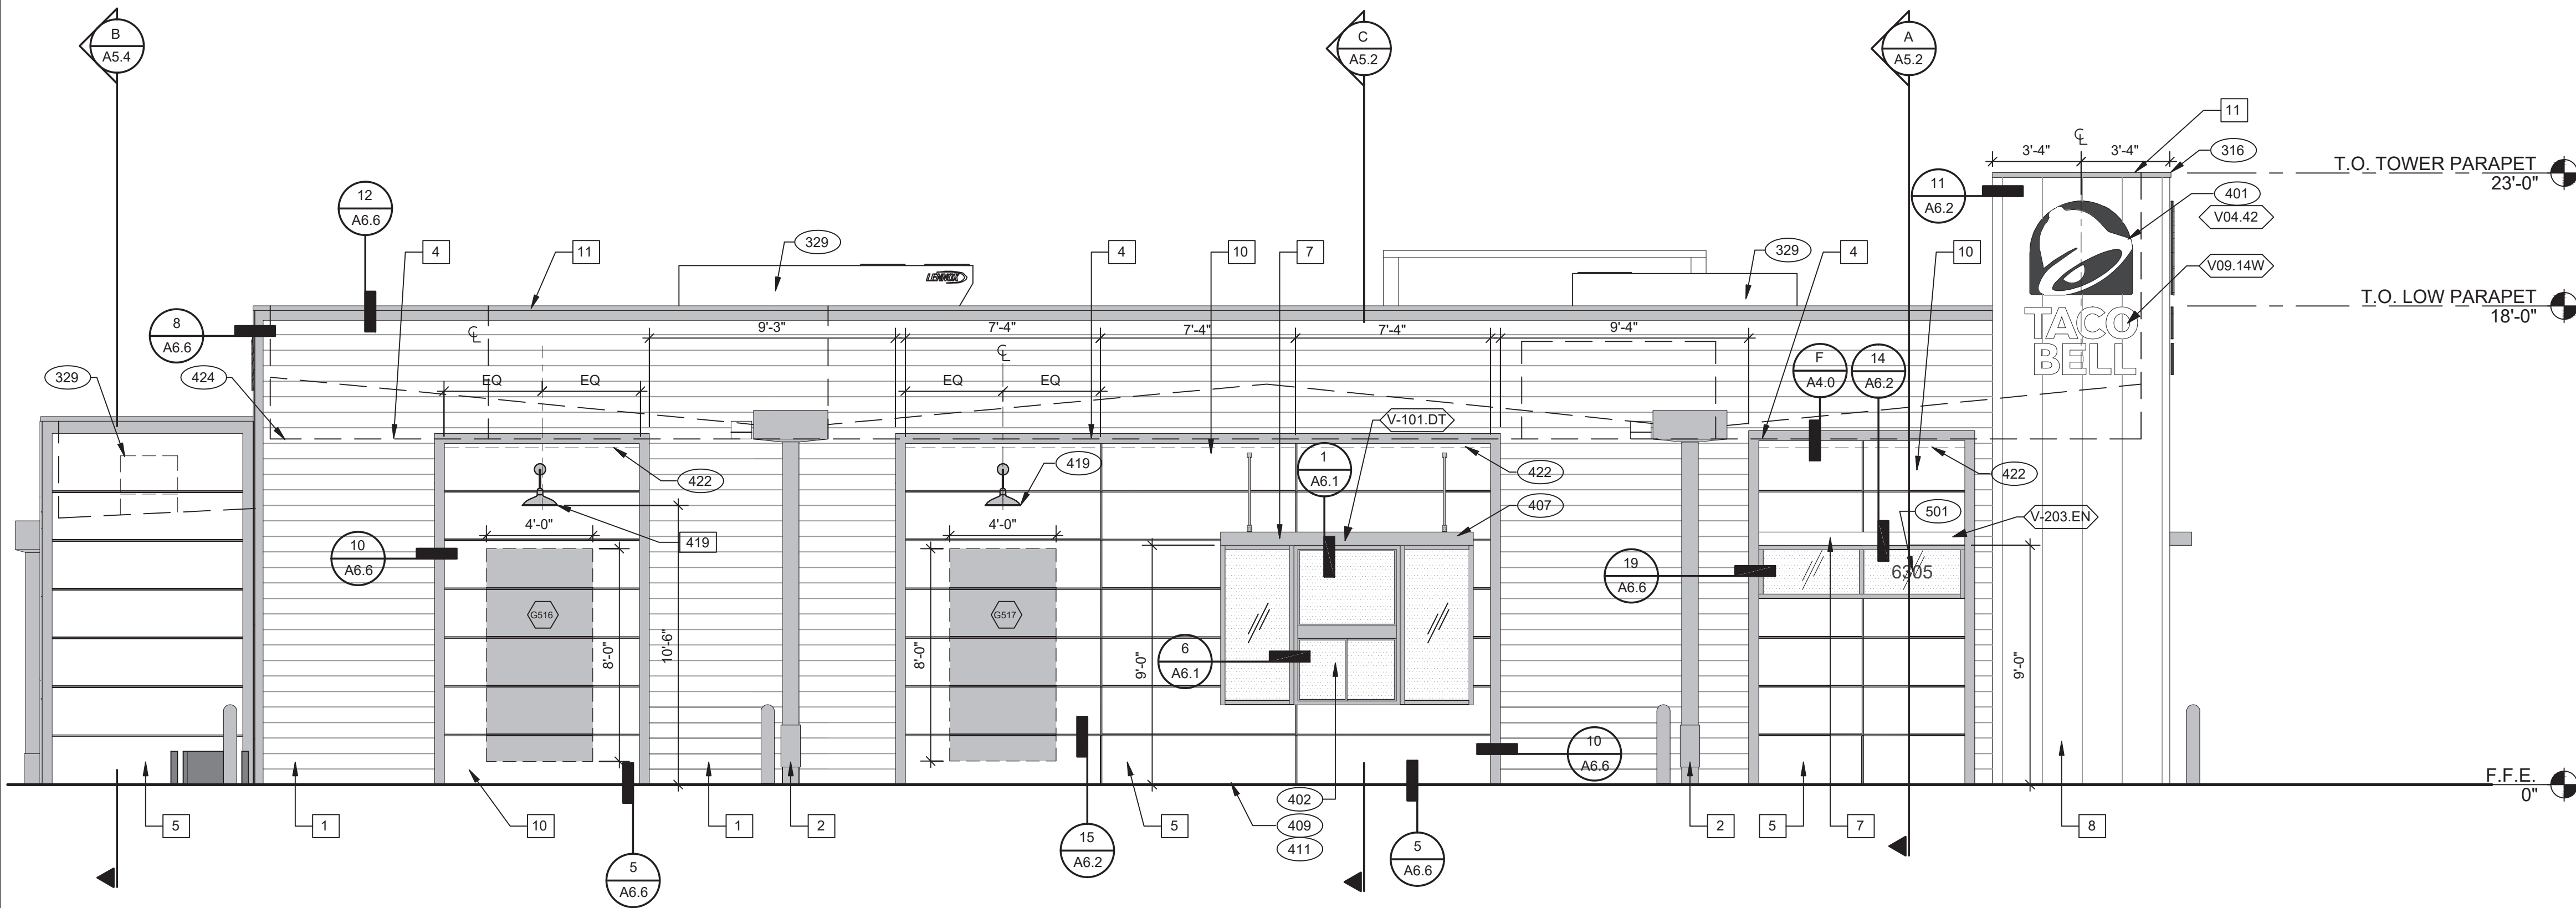 B
A5.4
C
A5.2
A
A5.2
11
3'-4"
℄
3'-4"
316
T.O. TOWER PARAPET
23'-0"
11
A6.2
401
V04.42
12
A6.6
4
11
329
LENNOX
4
10
7
329
4
10
V09.14W
T.O. LOW PARAPET
18'-0"
TACO
BELL
8
A6.6
℄
9'-3"
7'-4"
7'-4"
7'-4"
9'-4"
℄
329
424
EQ
EQ
EQ
EQ
F
A4.0
14
A6.2
V-101.DT
1
A6.1
419
422
422
422
407
501
V-203.EN
4'-0"
4'-0"
419
10
A6.6
19
A6.6
6305
G516
G517
8'-0"
10'-6"
8'-0"
9'-0"
6
A6.1
9'-0"
10
A6.6
F.F.E.
0"
5
1
10
1
2
5
402
409
411
2
5
7
8
5
A6.6
15
A6.2
5
A6.6